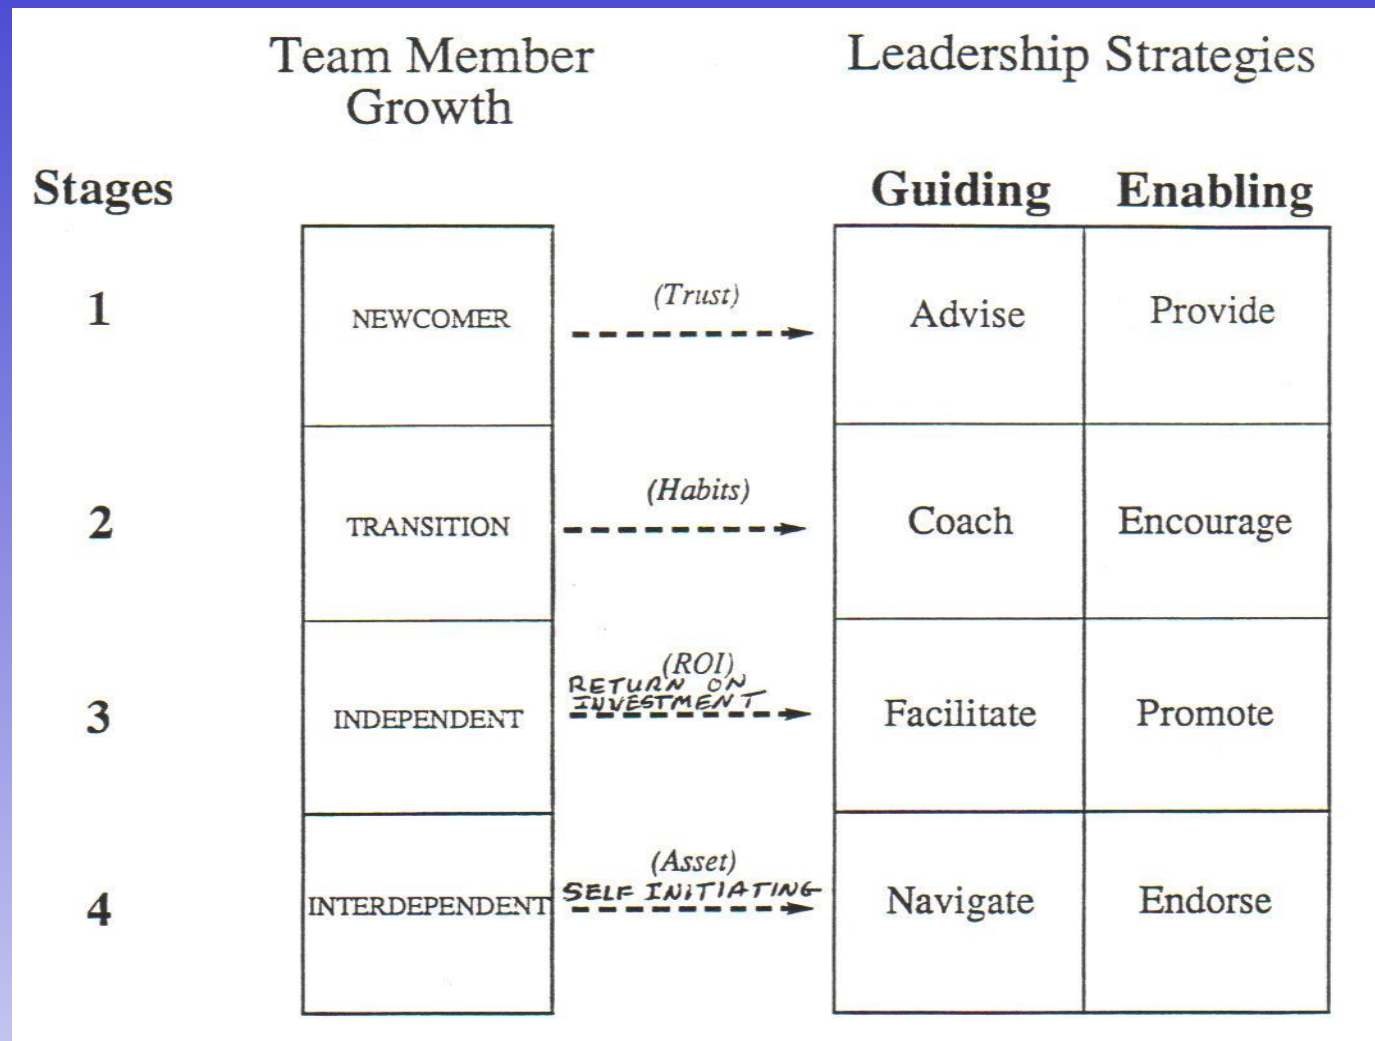 Team Member
Growth
Leadership Strategies
Stages
Guiding Enabling
1
NEWCOMER
(Trust)
Advise
Provide
2
TRANSITION
(Habits)
Coach
Encourage
3
INDEPENDENT
(ROI)
RETURN ON
INVESTMENT
Facilitate
Promote
4
INTERDEPENDENT
(Asset)
SELF INITIATING
Navigate
Endorse